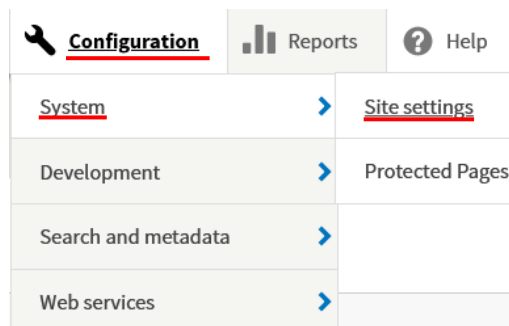 Configuration Reports Help
System Site settings
Development Protected Pages
Search and metadata
Web services